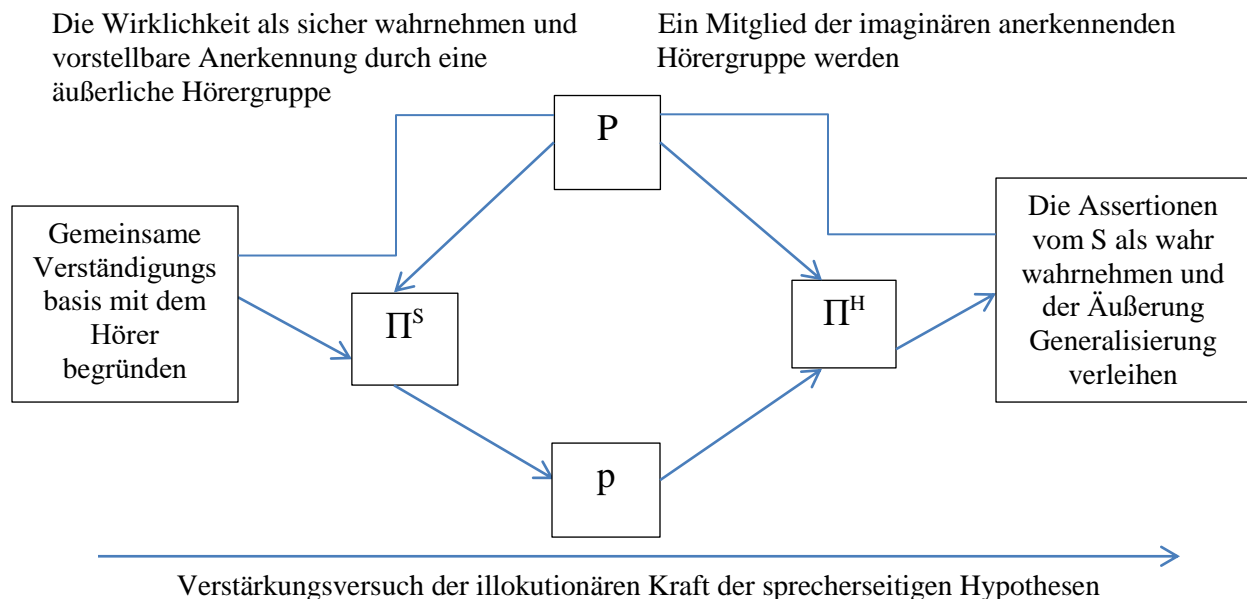 Die Wirklichkeit als sicher wahrnehmen und
vorstellbare Anerkennung durch eine
äußerliche Hörergruppe
Ein Mitglied der imaginären anerkennenden
Hörergruppe werden
P
Gemeinsame
Verständigungs
basis mit dem
Hörer
begründen
Π^S
Π^H
Die Assertionen
vom S als wahr
wahrnehmen und
der Äußerung
Generalisierung
verleihen
p
Verstärkungsversuch der illokutionären Kraft der sprecherseitigen Hypothesen